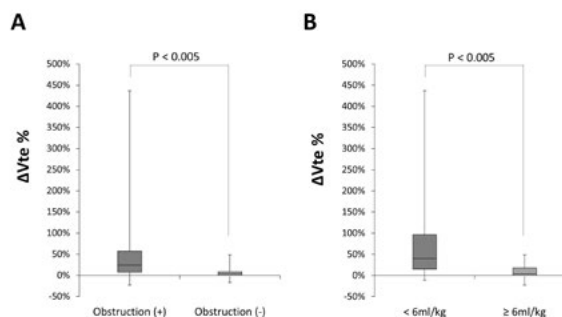 A
P < 0.005
500%
450%
400%
350%
300%
250%
200%
150%
100%
50%
0%
-50%
ΔVte %
Obstruction (+)
Obstruction (-)
B
P < 0.005
500%
450%
400%
350%
300%
250%
200%
150%
100%
50%
0%
-50%
ΔVte %
< 6ml/kg
≥ 6ml/kg